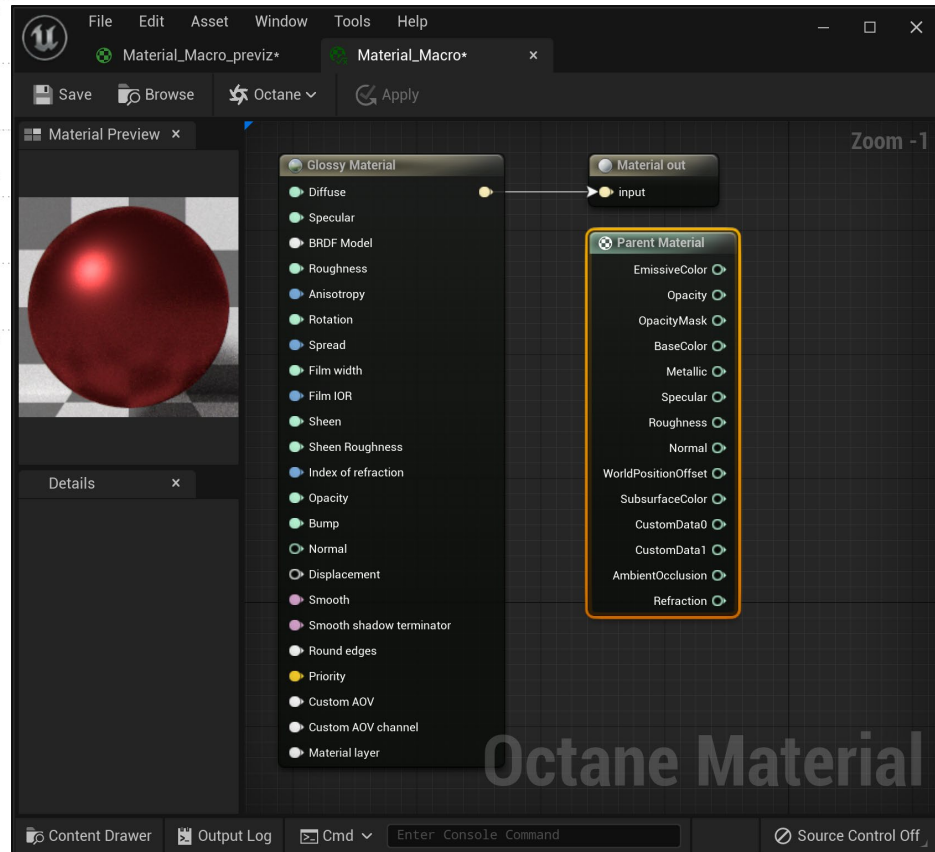 File Edit Asset Window Tools Help
Material_Macro_previz*
Material_Macro*
Save Browse Octane Apply
Material Preview
Zoom -1
Glossy Material
Diffuse
Specular
BRDF Model
Roughness
Anisotropy
Rotation
Spread
Film width
Film IOR
Sheen
Sheen Roughness
Index of refraction
Opacity
Bump
Normal
Displacement
Smooth
Smooth shadow terminator
Round edges
Priority
Custom AOV
Custom AOV channel
Material layer
Material out
input
Parent Material
EmissiveColor
Opacity
OpacityMask
BaseColor
Metallic
Specular
Roughness
Normal
WorldPositionOffset
SubsurfaceColor
CustomData0
CustomData1
AmbientOcclusion
Refraction
Details
Octane Material
Content Drawer Output Log Cmd Enter Console Command Source Control Off